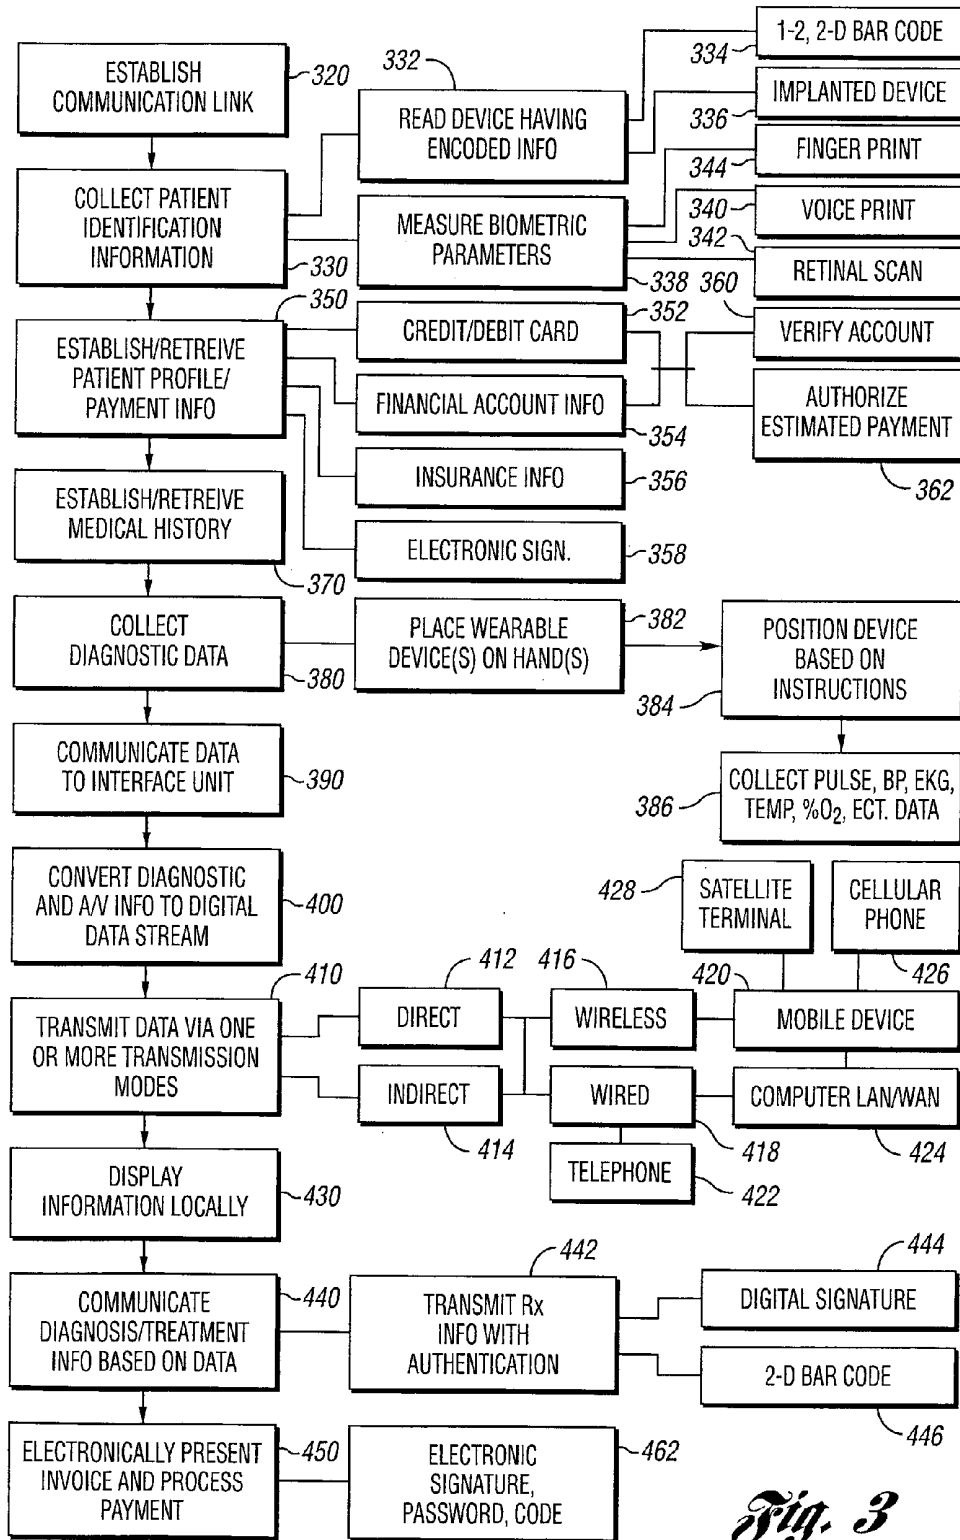 ESTABLISH
COMMUNICATION LINK
320
COLLECT PATIENT
IDENTIFICATION
INFORMATION
330
332
READ DEVICE HAVING
ENCODED INFO
1-2, 2-D BAR CODE
334
IMPLANTED DEVICE
336
FINGER PRINT
344
MEASURE BIOMETRIC
PARAMETERS
338
VOICE PRINT
340
342
RETINAL SCAN
350
ESTABLISH/RETREIVE
PATIENT PROFILE/
PAYMENT INFO
CREDIT/DEBIT CARD
352
FINANCIAL ACCOUNT INFO
354
360
VERIFY ACCOUNT
AUTHORIZE
ESTIMATED PAYMENT
362
INSURANCE INFO
356
ELECTRONIC SIGN.
358
ESTABLISH/RETREIVE
MEDICAL HISTORY
370
COLLECT
DIAGNOSTIC DATA
380
PLACE WEARABLE
DEVICE(S) ON HAND(S)
382
POSITION DEVICE
BASED ON
INSTRUCTIONS
384
COLLECT PULSE, BP, EKG,
TEMP, %O2, ECT. DATA
386
COMMUNICATE DATA
TO INTERFACE UNIT
390
CONVERT DIAGNOSTIC
AND A/V INFO TO DIGITAL
DATA STREAM
400
410
TRANSMIT DATA VIA ONE
OR MORE TRANSMISSION
MODES
412
DIRECT
INDIRECT
414
416
WIRELESS
WIRED
418
TELEPHONE
422
428
SATELLITE
TERMINAL
CELLULAR
PHONE
426
420
MOBILE DEVICE
COMPUTER LAN/WAN
424
DISPLAY
INFORMATION LOCALLY
430
COMMUNICATE
DIAGNOSIS/TREATMENT
INFO BASED ON DATA
440
442
TRANSMIT Rx
INFO WITH
AUTHENTICATION
444
DIGITAL SIGNATURE
2-D BAR CODE
446
ELECTRONICALLY PRESENT
INVOICE AND PROCESS
PAYMENT
450
ELECTRONIC
SIGNATURE,
PASSWORD, CODE
462
Fig. 3